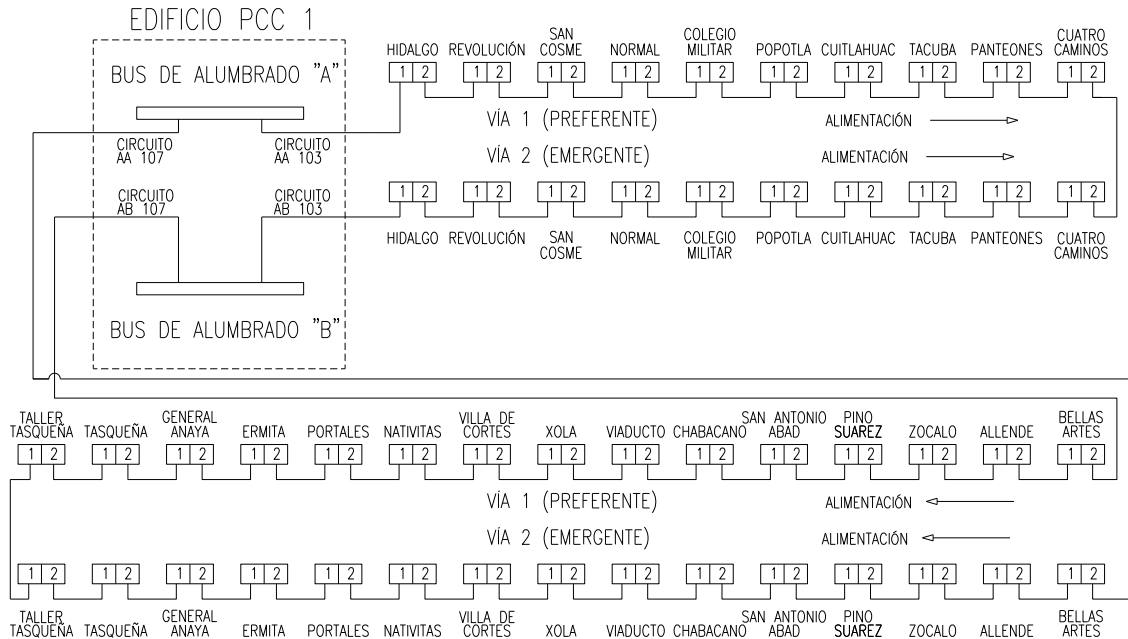 EDIFICIO PCC 1
BUS DE ALUMBRADO "A"
CIRCUITO
AA 107
CIRCUITO
AA 103
CIRCUITO
AB 107
CIRCUITO
AB 103
BUS DE ALUMBRADO "B"
HIDALGO REVOLUCIÓN SAN COSME NORMAL COLEGIO MILITAR POPOTLA CUITLAHUAC TACUBA PANTEONES CUATRO CAMINOS
1 2 1 2 1 2 1 2 1 2 1 2 1 2 1 2 1 2 1 2
VÍA 1 (PREFERENTE) ALIMENTACIÓN
VÍA 2 (EMERGENTE) ALIMENTACIÓN
1 2 1 2 1 2 1 2 1 2 1 2 1 2 1 2 1 2 1 2
HIDALGO REVOLUCIÓN SAN COSME NORMAL COLEGIO MILITAR POPOTLA CUITLAHUAC TACUBA PANTEONES CUATRO CAMINOS
TALLER TASQUEÑA TASQUEÑA GENERAL ANAYA ERMITA PORTALES NATIVITAS VILLA DE CORTES XOLA VIADUCTO CHABACANO SAN ANTONIO ABAD PINO SUAREZ ZOCALO ALLENDE BELLAS ARTES
1 2 1 2 1 2 1 2 1 2 1 2 1 2 1 2 1 2 1 2 1 2 1 2 1 2 1 2 1 2
VÍA 1 (PREFERENTE) ALIMENTACIÓN
VÍA 2 (EMERGENTE) ALIMENTACIÓN
1 2 1 2 1 2 1 2 1 2 1 2 1 2 1 2 1 2 1 2 1 2 1 2 1 2 1 2 1 2
TALLER TASQUEÑA TASQUEÑA GENERAL ANAYA ERMITA PORTALES NATIVITAS VILLA DE CORTES XOLA VIADUCTO CHABACANO SAN ANTONIO ABAD PINO SUAREZ ZOCALO ALLENDE BELLAS ARTES